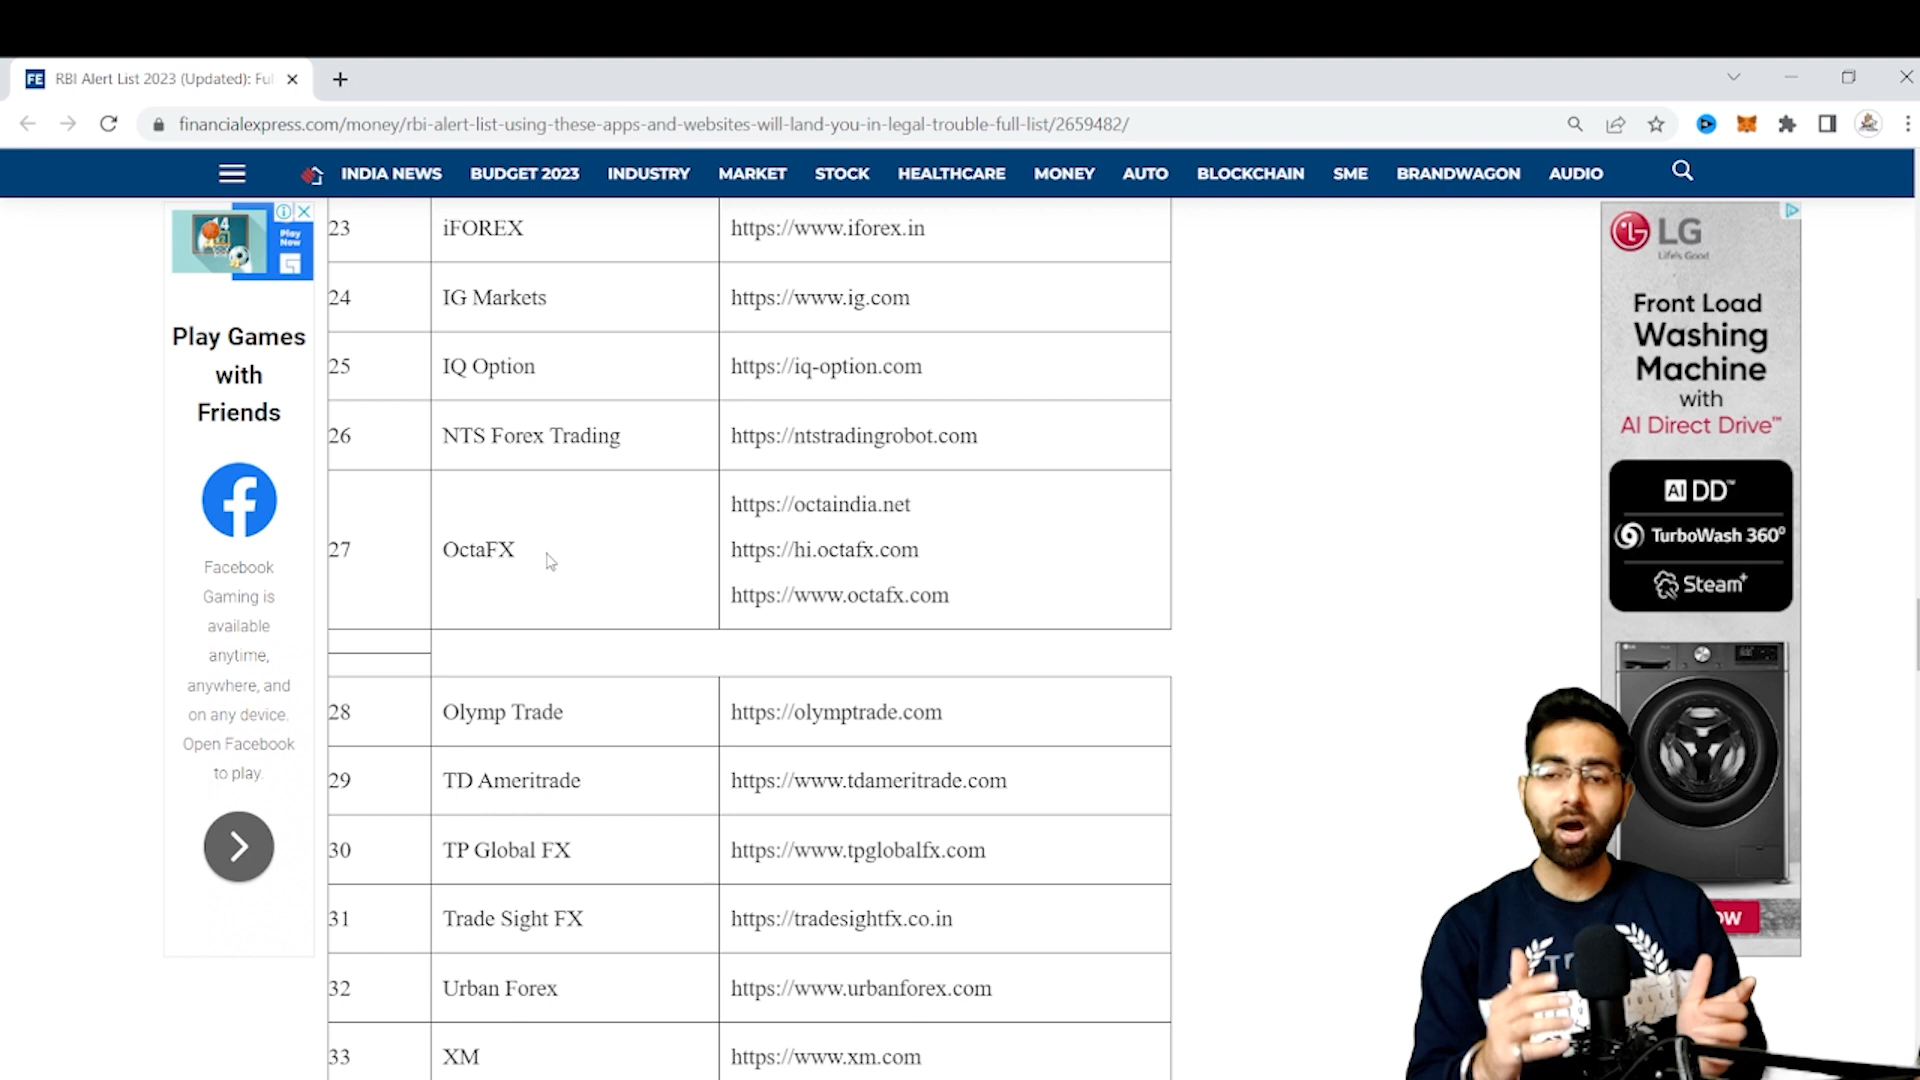 RBI Alert List 2023 (Updated): Ful
financialexpress.com/money/rbi-alert-list-using-these-apps-and-websites-will-land-you-in-legal-trouble-full-list/2659482/
INDIA NEWS BUDGET 2023 INDUSTRY MARKET STOCK HEALTHCARE MONEY AUTO BLOCKCHAIN SME BRANDWAGON AUDIO
Play
Now
Play Games
with
Friends
Facebook
Gaming is
available
anytime,
anywhere, and
on any device.
Open Facebook
to play.
23 iFOREX https://www.iforex.in
24 IG Markets https://www.ig.com
25 IQ Option https://iq-option.com
26 NTS Forex Trading https://ntstradingrobot.com
https://octaindia.net
27 OctaFX https://hi.octafx.com
https://www.octafx.com
28 Olymp Trade https://olymptrade.com
29 TD Ameritrade https://www.tdameritrade.com
30 TP Global FX https://www.tpglobalfx.com
31 Trade Sight FX https://tradesightfx.co.in
32 Urban Forex https://www.urbanforex.com
33 XM https://www.xm.com
LG
Life's Good
Front Load
Washing
Machine
with
AI Direct Drive™
AI DD™
TurboWash 360°
Steam+
OW